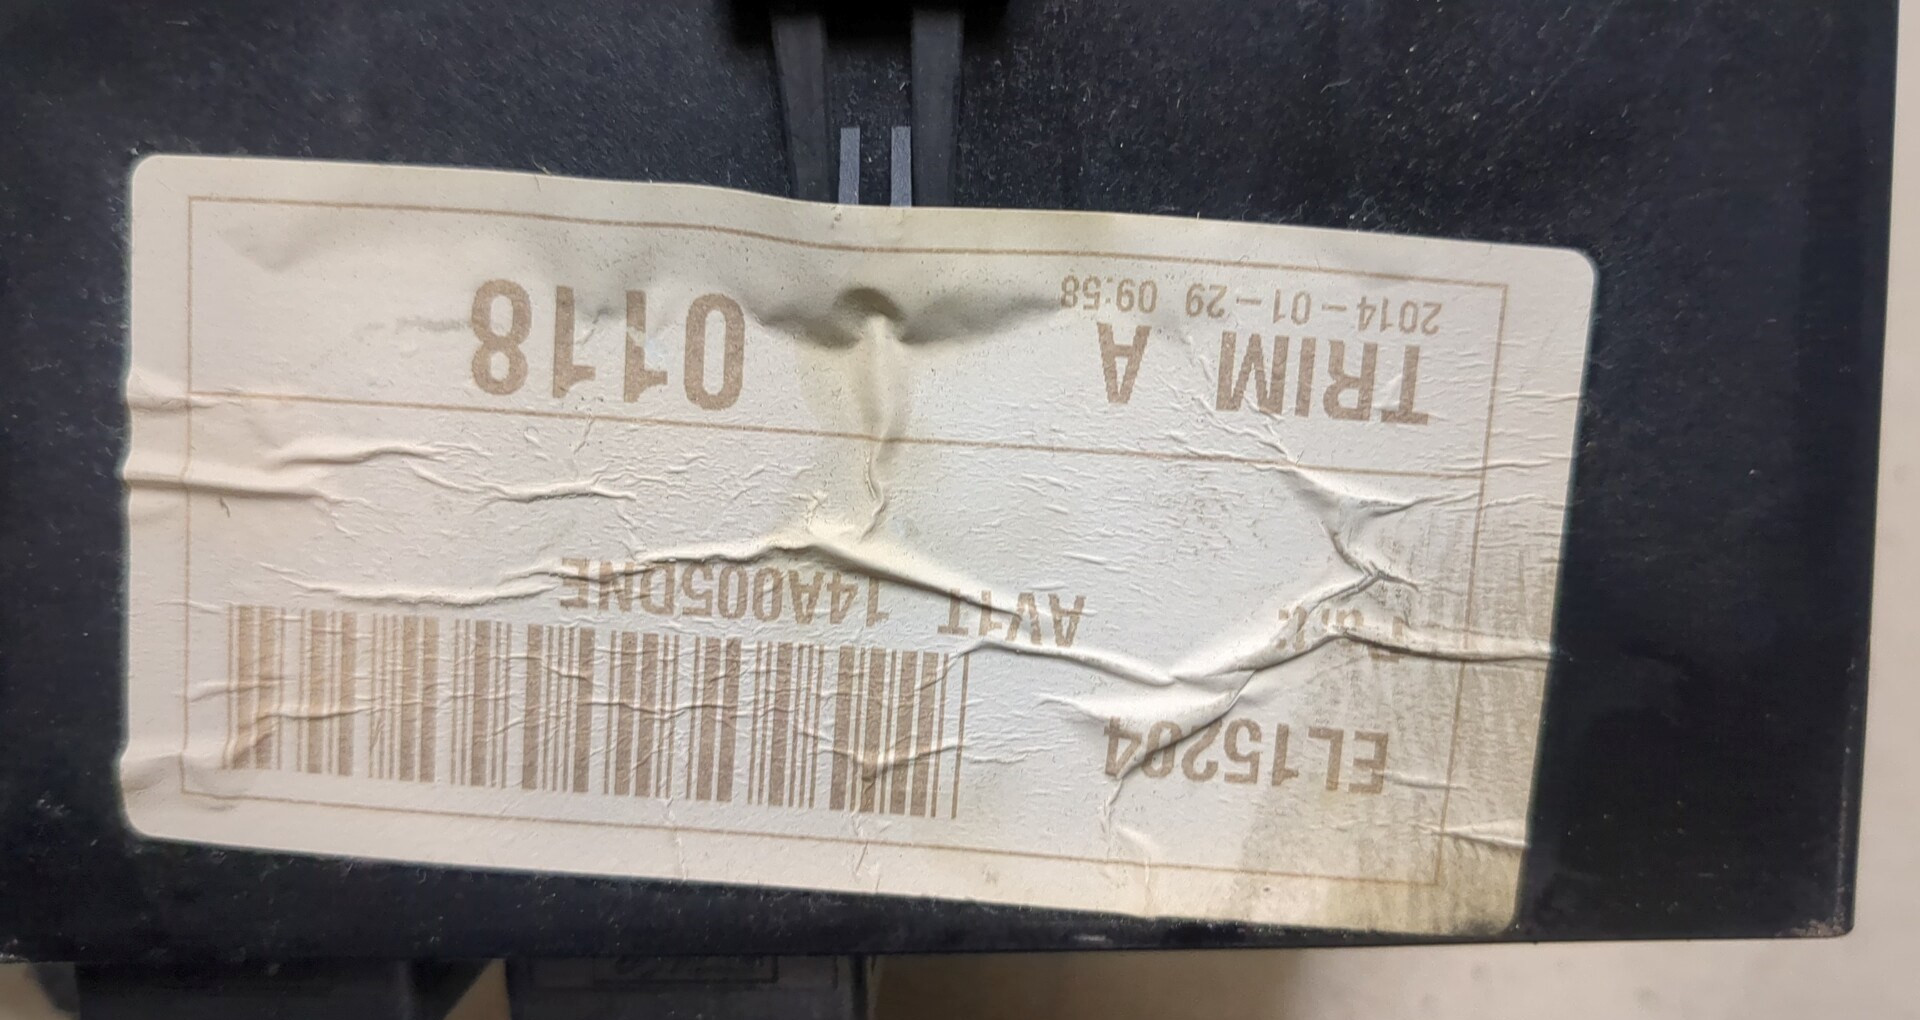 EL15204
AV1T 14A005DNE
TRIM A 0118
2014-01-29 09:58